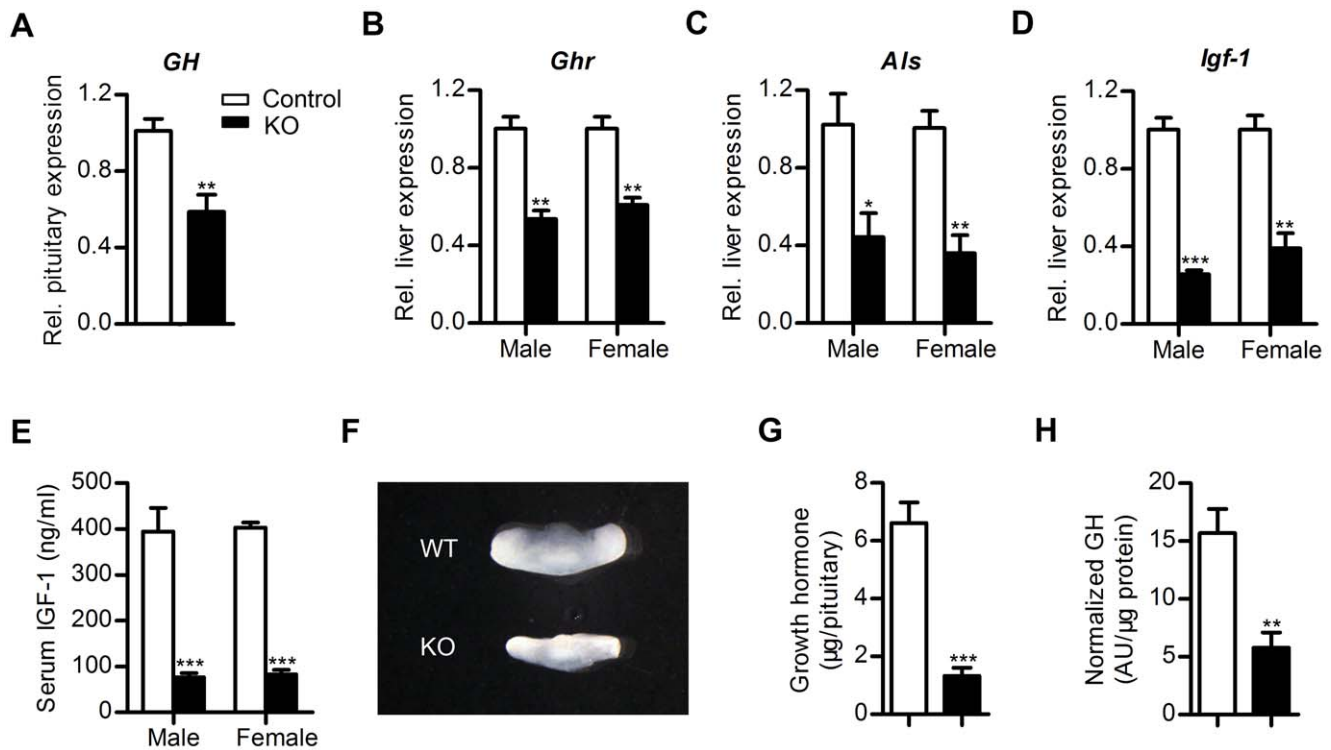 A
GH
Rel. pituitary expression
1.2
0.8
0.4
0.0
**
Control
KO
B
Ghr
Rel. liver expression
1.2
0.8
0.4
0.0
**
**
Male Female
C
Als
Rel. liver expression
1.2
0.8
0.4
0.0
*
**
Male Female
D
Igf-1
Rel. liver expression
1.2
0.8
0.4
0.0
***
**
Male Female
E
Serum IGF-1 (ng/ml)
500
400
300
200
100
0
***
***
Male Female
F
WT
KO
G
Growth hormone
(µg/pituitary)
8
6
4
2
0
***
H
Normalized GH
(AU/µg protein)
20
15
10
5
0
**